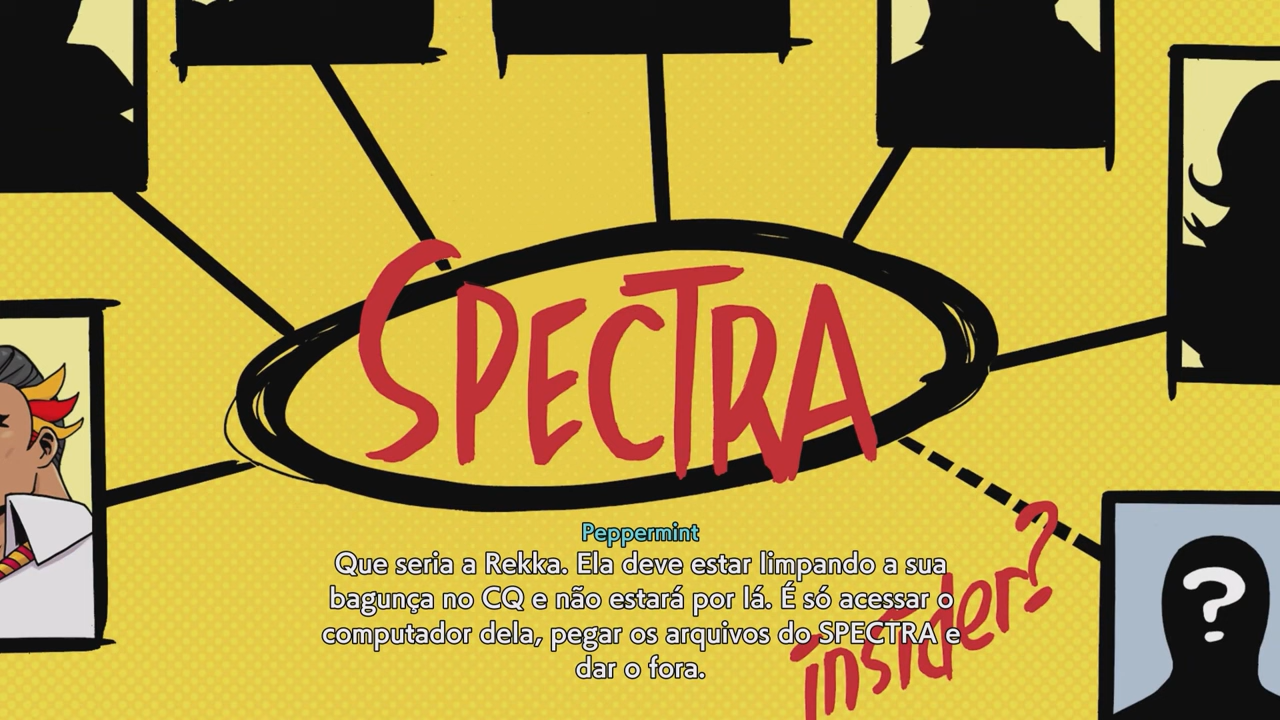 SPECTRA
Peppermint
Que seria a Rekka. Ela deve estar limpando a sua
bagunça no CQ e não estará por lá. É só acessar o
computador dela, pegar os arquivos do SPECTRA e
dar o fora.
insider?
?